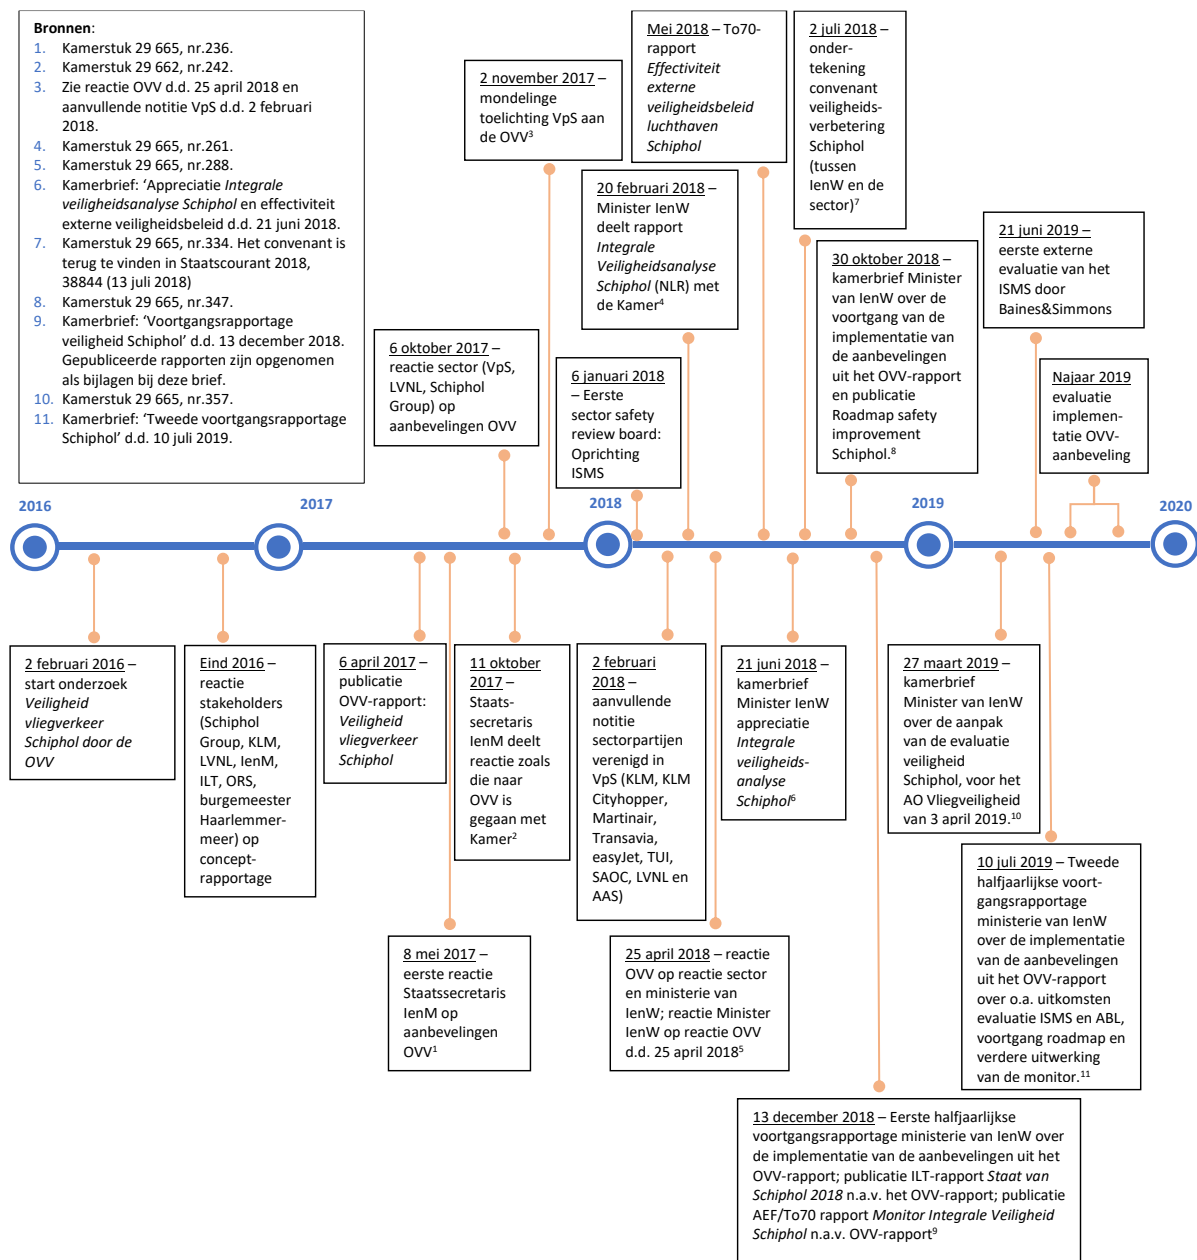 Bronnen:
1. Kamerstuk 29 665, nr.236.
2. Kamerstuk 29 662, nr.242.
3. Zie reactie OVV d.d. 25 april 2018 en
aanvullende notitie VpS d.d. 2 februari
2018.
4. Kamerstuk 29 665, nr.261.
5. Kamerstuk 29 665, nr.288.
6. Kamerbrief: ‘Appreciatie Integrale
veiligheidsanalyse Schiphol en effectiviteit
externe veiligheidsbeleid d.d. 21 juni 2018.
7. Kamerstuk 29 665, nr.334. Het convenant is
terug te vinden in Staatscourant 2018,
38844 (13 juli 2018)
8. Kamerstuk 29 665, nr.347.
9. Kamerbrief: ‘Voortgangsrapportage
veiligheid Schiphol’ d.d. 13 december 2018.
Gepubliceerde rapporten zijn opgenomen
als bijlagen bij deze brief.
10. Kamerstuk 29 665, nr.357.
11. Kamerbrief: ‘Tweede voortgangsrapportage
Schiphol’ d.d. 10 juli 2019.
6 oktober 2017 –
reactie sector (VpS,
LVNL, Schiphol
Group) op
aanbevelingen OVV
2 november 2017 –
mondelinge
toelichting VpS aan
de OVV³
6 januari 2018
– Eerste
sector safety
review board:
Oprichting
ISMS
20 februari 2018 –
Minister IenW
deelt rapport
Integrale
Veiligheidsanalyse
Schiphol (NLR) met
de Kamer⁴
Mei 2018 – To70-
rapport
Effectiviteit
externe
veiligheidsbeleid
luchthaven
Schiphol
2 juli 2018 –
onder-
tekening
convenant
veiligheids-
verbetering
Schiphol
(tussen
IenW en de
sector)⁷
30 oktober 2018 –
kamerbrief Minister
van IenW over de
voortgang van de
implementatie van
de aanbevelingen
uit het OVV-rapport
en publicatie
Roadmap safety
improvement
Schiphol.⁸
21 juni 2019 –
eerste externe
evaluatie van het
ISMS door
Baines&Simmons
Najaar 2019
evaluatie
implemen-
tatie OVV-
aanbeveling
2016
2017
2018
2019
2020
2 februari 2016 –
start onderzoek
Veiligheid
vliegverkeer
Schiphol door de
OVV
Eind 2016 –
reactie
stakeholders
(Schiphol
Group, KLM,
LVNL, IenM,
ILT, ORS,
burgemeester
Haarlemmer-
meer) op
concept-
rapportage
6 april 2017 –
publicatie
OVV-rapport:
Veiligheid
vliegverkeer
Schiphol
8 mei 2017 –
eerste reactie
Staatssecretaris
IenM op
aanbevelingen
OVV¹
11 oktober
2017 –
Staats-
secretaris
IenM deelt
reactie zoals
die naar
OVV is
gegaan met
Kamer²
2 februari
2018 –
aanvullende
notitie
sectorpartijen
verenigd in
VpS (KLM, KLM
Cityhopper,
Martinair,
Transavia,
easyJet, TUI,
SAOC, LVNL en
AAS)
25 april 2018 – reactie
OVV op reactie sector
en ministerie van
IenW; reactie Minister
IenW op reactie OVV
d.d. 25 april 2018⁵
21 juni 2018 –
kamerbrief
Minister IenW
appreciatie
Integrale
veiligheids-
analyse
Schiphol⁶
13 december 2018 – Eerste halfjaarlijkse
voortgangsrapportage ministerie van IenW over
de implementatie van de aanbevelingen uit het
OVV-rapport; publicatie ILT-rapport Staat van
Schiphol 2018 n.a.v. het OVV-rapport; publicatie
AEF/To70 rapport Monitor Integrale Veiligheid
Schiphol n.a.v. OVV-rapport⁹
27 maart 2019 –
kamerbrief
Minister van IenW
over de aanpak
van de evaluatie
veiligheid
Schiphol, voor het
AO Vliegveiligheid
van 3 april 2019.¹⁰
10 juli 2019 – Tweede
halfjaarlijkse voort-
gangsrapportage
ministerie van IenW
over de implementatie
van de aanbevelingen
uit het OVV-rapport
over o.a. uitkomsten
evaluatie ISMS en ABL,
voortgang roadmap en
verdere uitwerking
van de monitor.¹¹